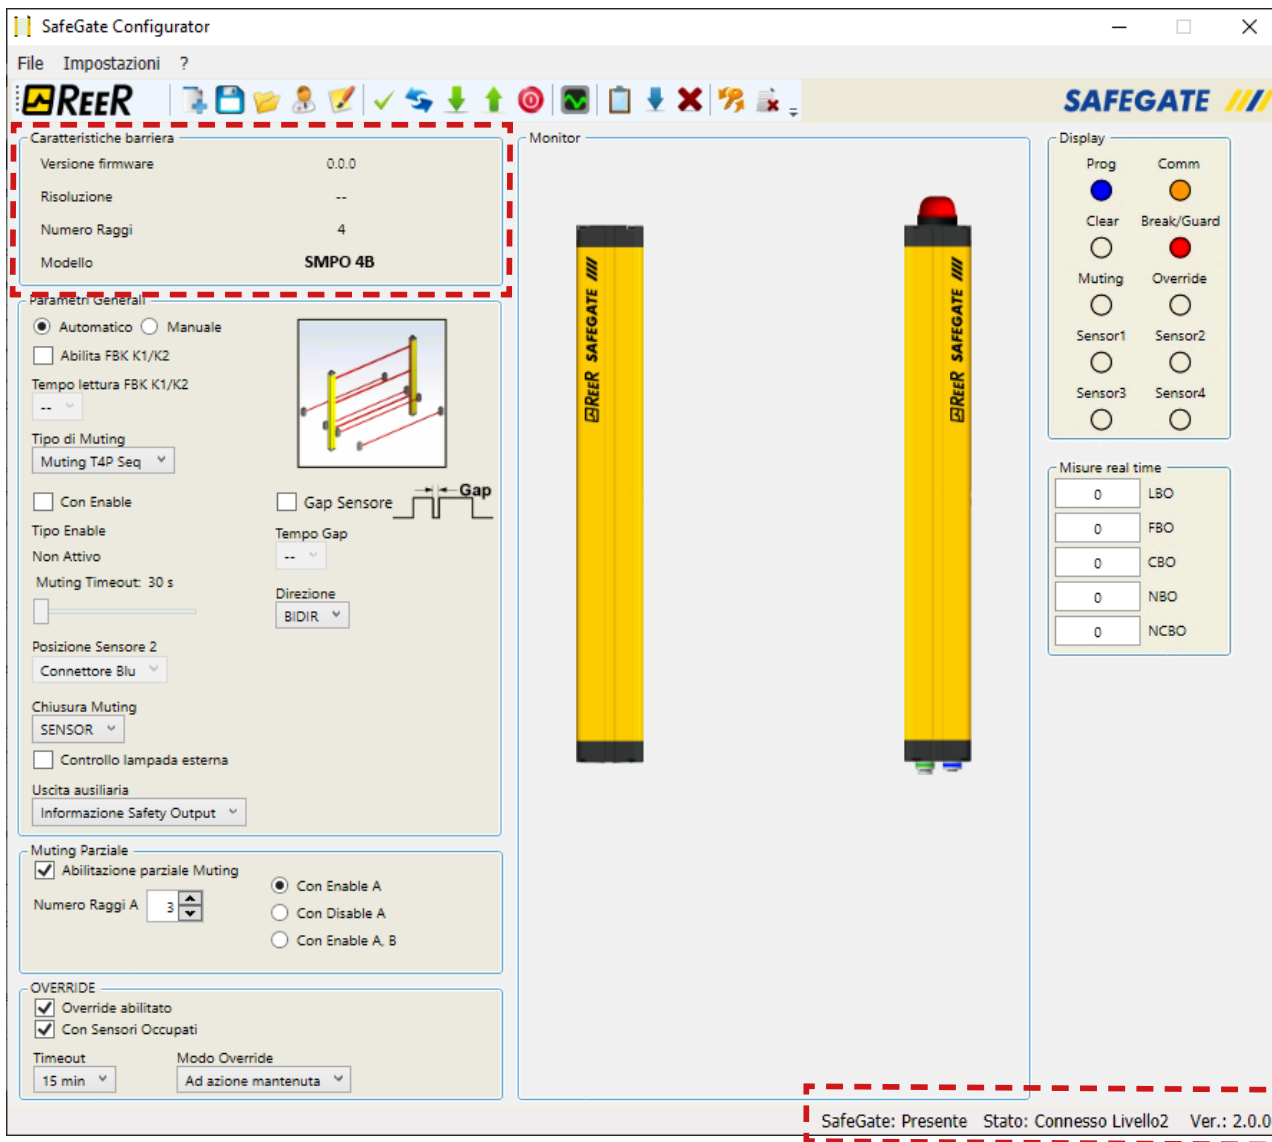 SafeGate Configurator
File Impostazioni ?
REER
SAFEGATE
Caratteristiche barriera
Versione firmware 0.0.0
Risoluzione --
Numero Raggi 4
Modello SMPO 4B
Parametri Generali
Automatico Manuale
Abilita FBK K1/K2
Tempo lettura FBK K1/K2
--
Tipo di Muting
Muting T4P Seq
Con Enable
Gap Sensore
Gap
Tipo Enable
Non Attivo
Tempo Gap
--
Muting Timeout: 30 s
Direzione
BIDIR
Posizione Sensore 2
Connettore Blu
Chiusura Muting
SENSOR
Controllo lampada esterna
Uscita ausiliaria
Informazione Safety Output
Muting Parziale
Abilitazione parziale Muting
Numero Raggi A 3
Con Enable A
Con Disable A
Con Enable A, B
OVERRIDE
Override abilitato
Con Sensori Occupati
Timeout
15 min
Modo Override
Ad azione mantenuta
Monitor
REER SAFEGATE
REER SAFEGATE
Display
Prog Comm
Clear Break/Guard
Muting Override
Sensor1 Sensor2
Sensor3 Sensor4
Misure real time
0 LBO
0 FBO
0 CBO
0 NBO
0 NCBO
SafeGate: Presente Stato: Connesso Livello2 Ver.: 2.0.0